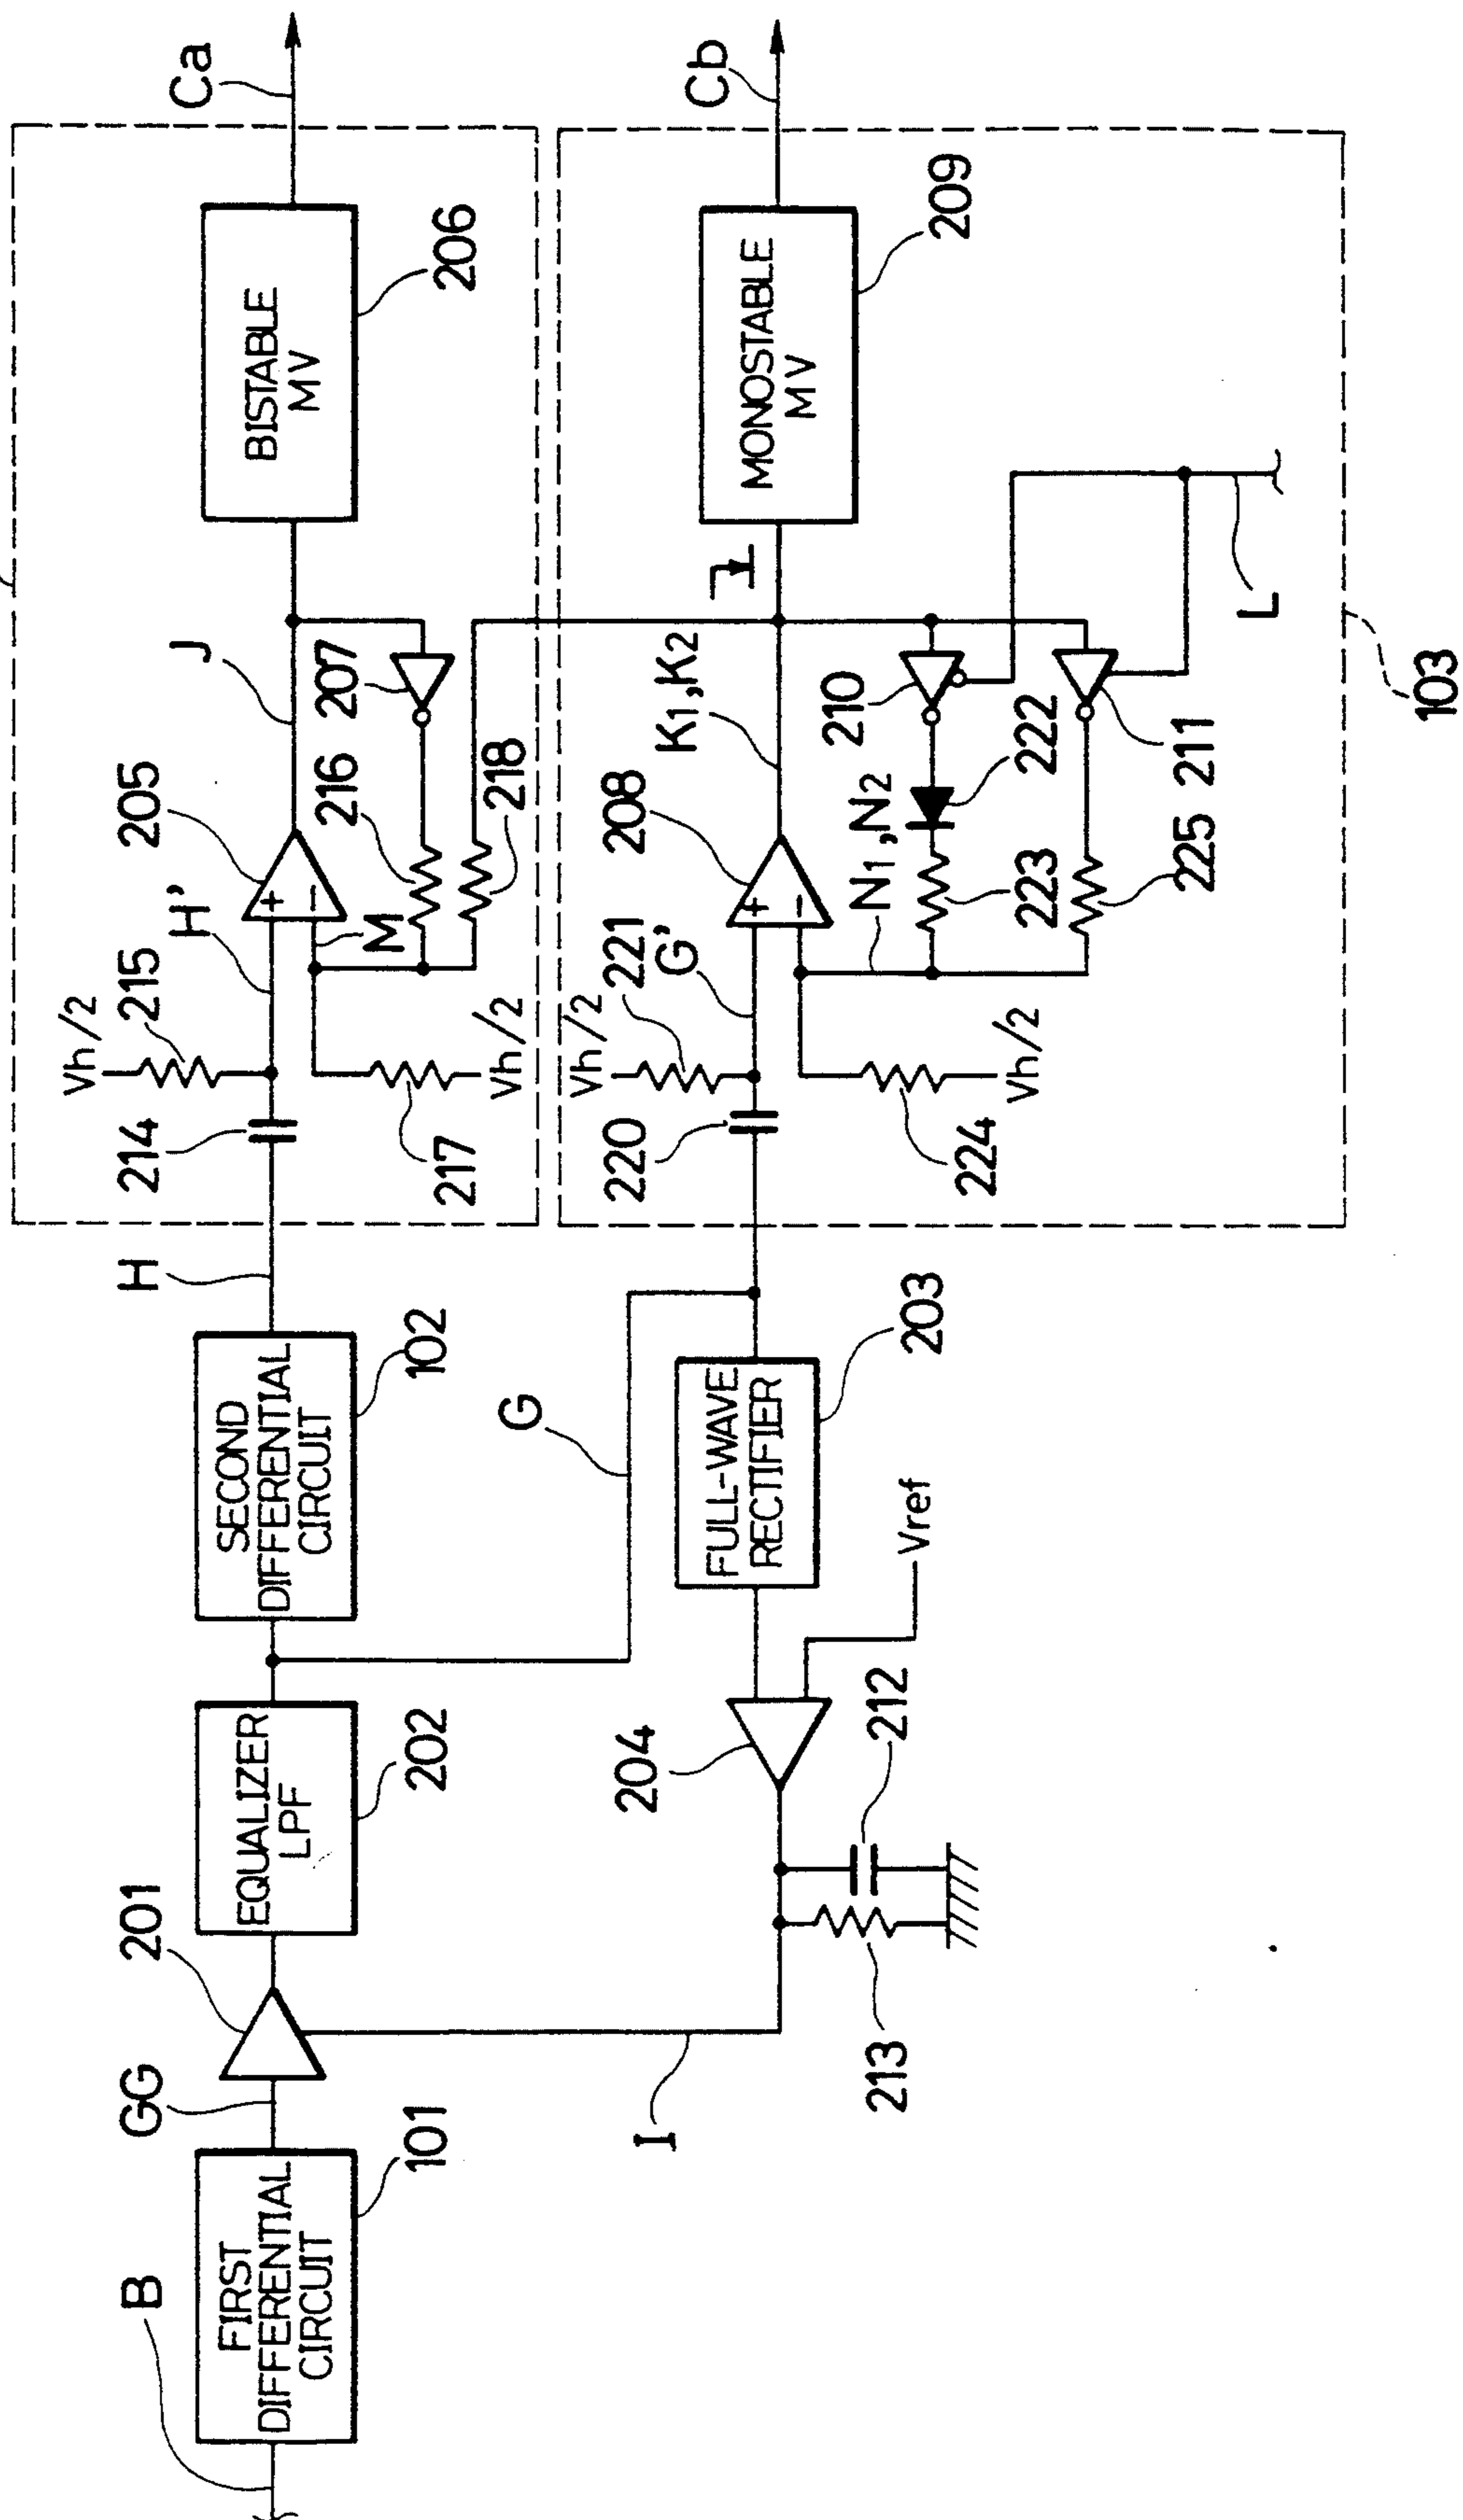 B
FIRST
DIFFERENTIAL
CIRCUIT
101
GG
201
EQUALIZER
LPF
202
SECOND
DIFFERENTIAL
CIRCUIT
102
H
214
Vh/2
215
H'
205
+
−
M
217
Vh/2
216
218
207
J
BISTABLE
MV
206
Ca
I
213
212
204
Vref
FULL-WAVE
RECTIFIER
203
G
220
Vh/2
221
G'
208
+
−
224
Vh/2
N1,N2
223
225
222
210
211
K1,K2
L
MONOSTABLE
MV
209
Cb
103